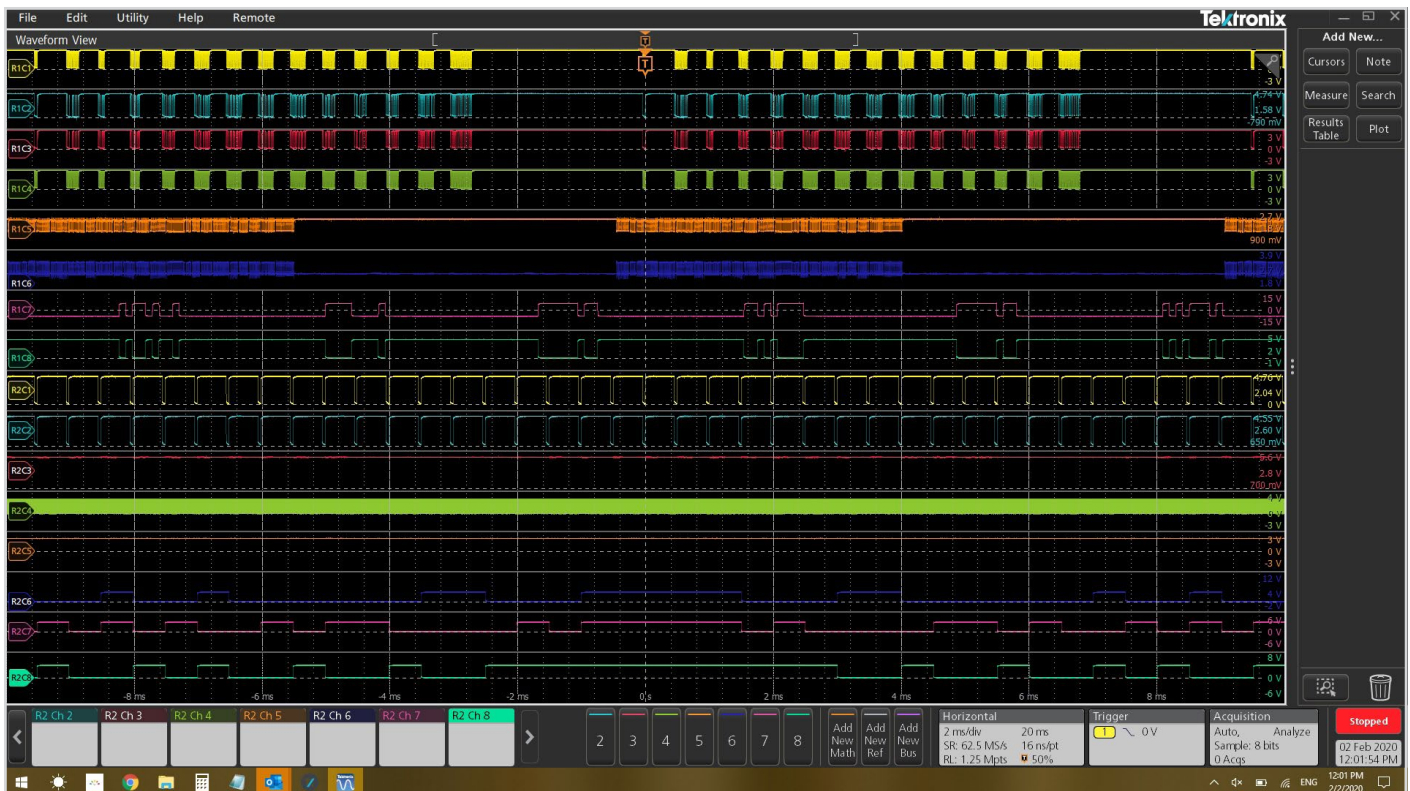 File Edit Utility Help Remote Tektronix
Waveform View
Add New...
Cursors Note
Measure Search
Results Table Plot
R1C1
-3 V
R1C2
4.74 V
1.58 V
-790 mV
R1C3
3 V
0 V
-3 V
R1C4
3 V
0 V
-3 V
R1C5
2.7 V
900 mV
R1C6
3.9 V
1.8 V
R1C7
15 V
0 V
-15 V
R1C8
5 V
2 V
-1 V
R2C1
4.76 V
2.04 V
0 V
R2C2
4.55 V
2.60 V
650 mV
R2C3
5.6 V
2.8 V
700 mV
R2C4
4 V
0 V
-3 V
R2C5
3 V
0 V
-3 V
R2C6
12 V
4 V
R2C7
6 V
0 V
-6 V
R2C8
8 V
0 V
-6 V
-8 ms -6 ms -4 ms -2 ms 0 s 2 ms 4 ms 6 ms 8 ms
R2 Ch 2 R2 Ch 3 R2 Ch 4 R2 Ch 5 R2 Ch 6 R2 Ch 7 R2 Ch 8
2 3 4 5 6 7 8
Add New Math
Add New Ref
Add New Bus
Horizontal
2 ms/div 20 ms
SR: 62.5 MS/s 16 ns/pt
RL: 1.25 Mpts 50%
Trigger
1 0 V
Acquisition
Auto, Analyze
Sample: 8 bits
0 Acqs
Stopped
02 Feb 2020
12:01:54 PM
ENG
12:01 PM
2/2/2020